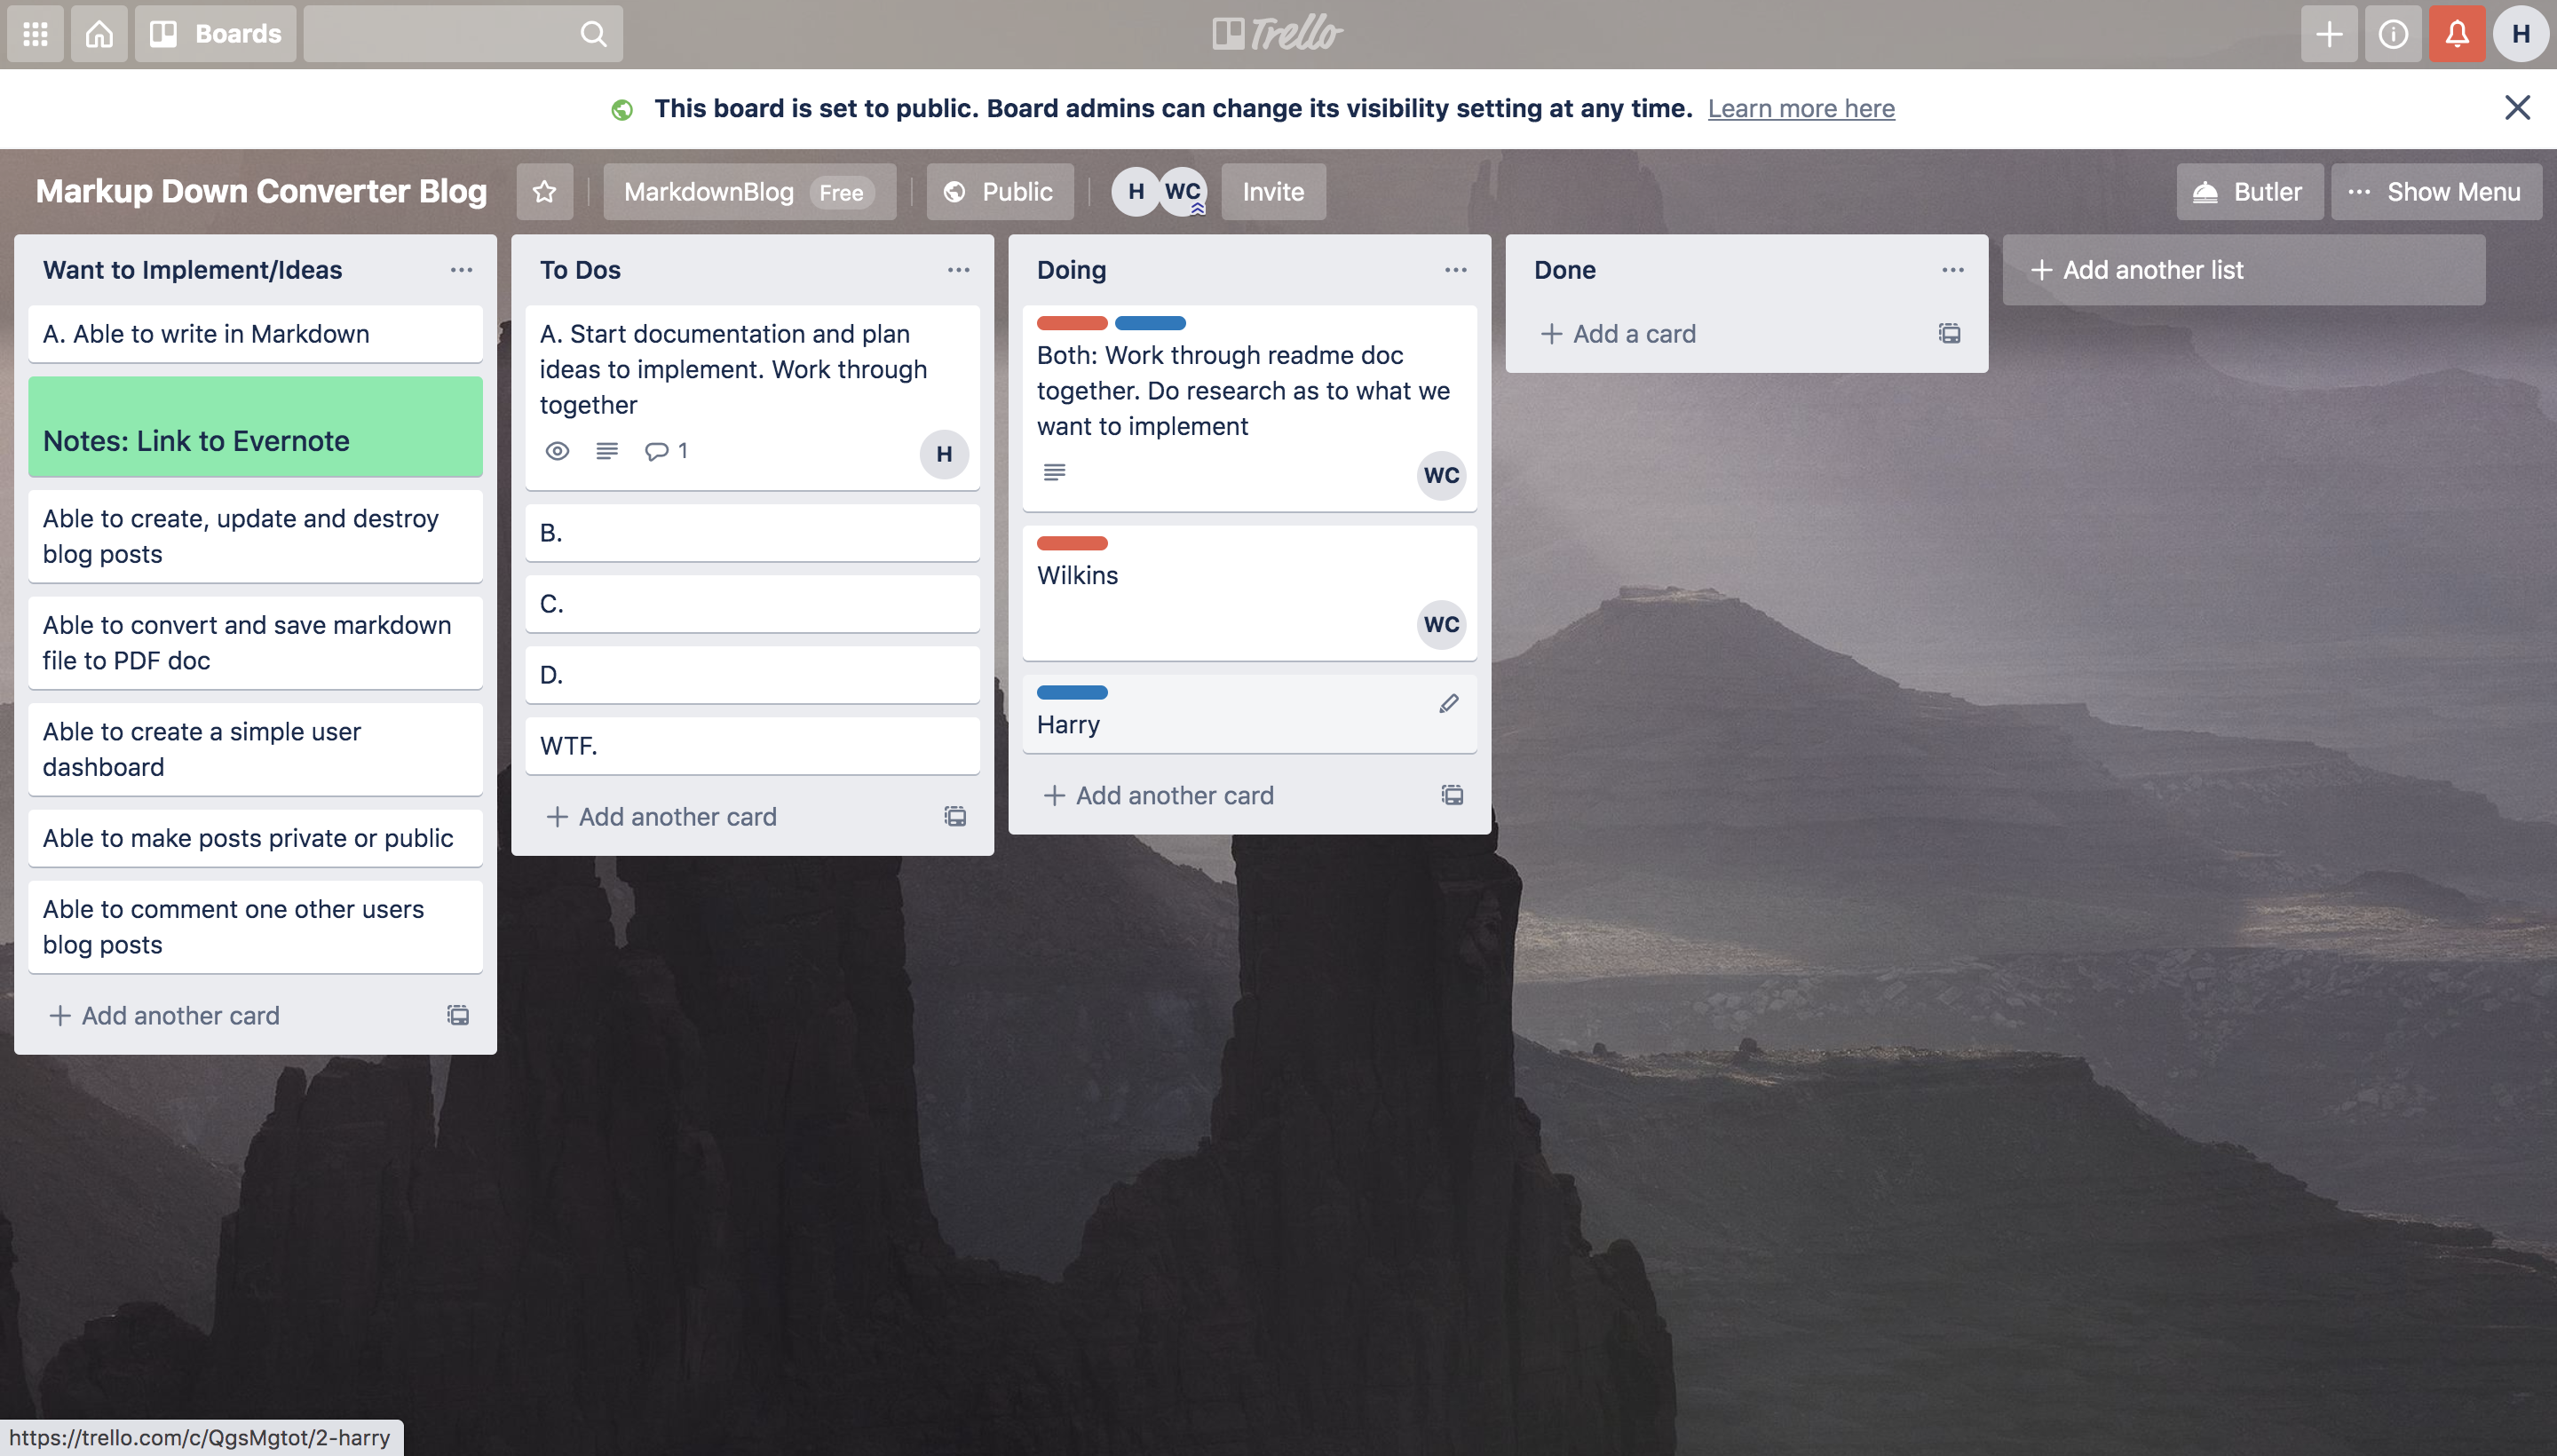 Boards
Trello
H
This board is set to public. Board admins can change its visibility setting at any time. Learn more here
Markup Down Converter Blog
MarkdownBlog Free
Public
H WC
Invite
Butler
Show Menu
Want to Implement/Ideas
A. Able to write in Markdown
Notes: Link to Evernote
Able to create, update and destroy
blog posts
Able to convert and save markdown
file to PDF doc
Able to create a simple user
dashboard
Able to make posts private or public
Able to comment one other users
blog posts
+ Add another card
To Dos
A. Start documentation and plan
ideas to implement. Work through
together
1
H
B.
C.
D.
WTF.
+ Add another card
Doing
Both: Work through readme doc
together. Do research as to what we
want to implement
WC
Wilkins
WC
Harry
+ Add another card
Done
+ Add a card
+ Add another list
https://trello.com/c/QgsMgtot/2-harry